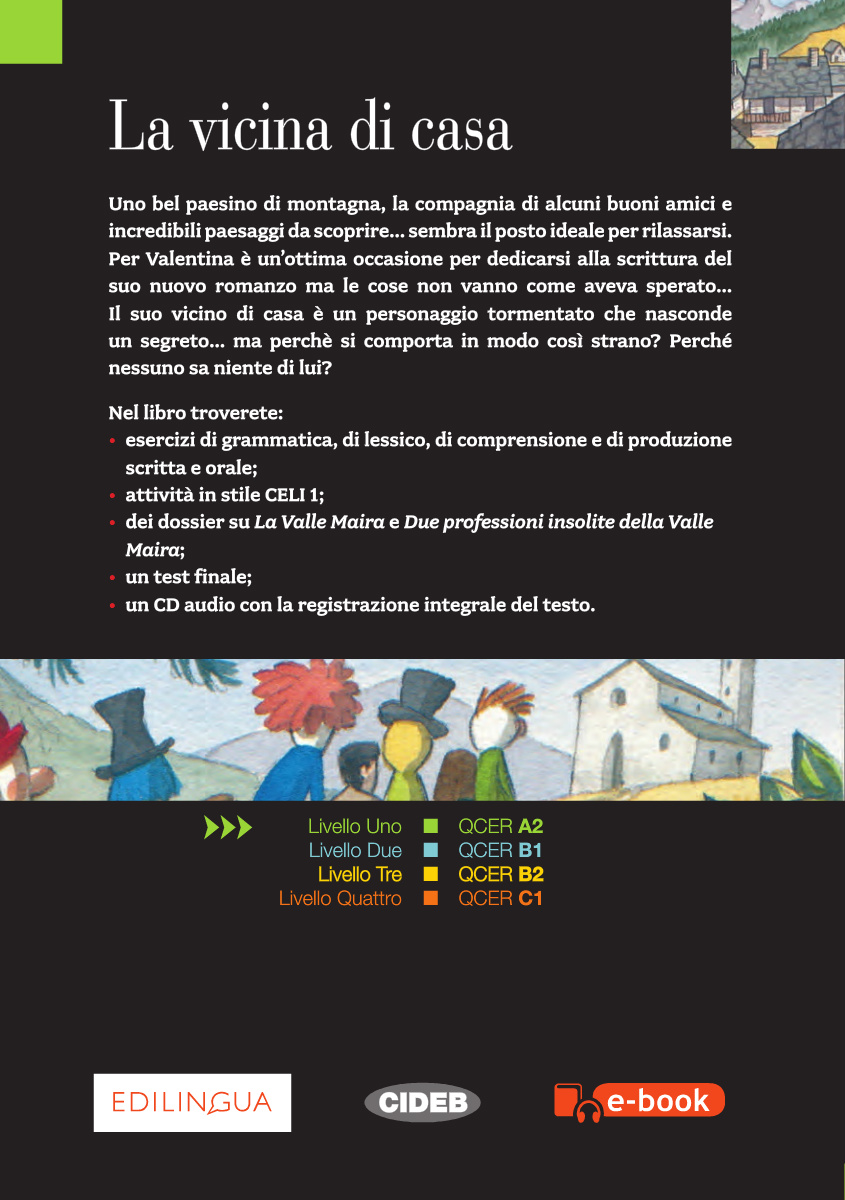 La vicina di casa
Uno bel paesino di montagna, la compagnia di alcuni buoni amici e
incredibili paesaggi da scoprire... sembra il posto ideale per rilassarsi.
Per Valentina è un'ottima occasione per dedicarsi alla scrittura del
suo nuovo romanzo ma le cose non vanno come aveva sperato...
Il suo vicino di casa è un personaggio tormentato che nasconde
un segreto... ma perchè si comporta in modo così strano? Perché
nessuno sa niente di lui?
Nel libro troverete:
• esercizi di grammatica, di lessico, di comprensione e di produzione
scritta e orale;
• attività in stile CELI 1;
• dei dossier su La Valle Maira e Due professioni insolite della Valle
Maira;
• un test finale;
• un CD audio con la registrazione integrale del testo.
Livello Uno ■ QCER A2
Livello Due ■ QCER B1
Livello Tre ■ QCER B2
Livello Quattro ■ QCER C1
EDILINGUA CIDEB e-book